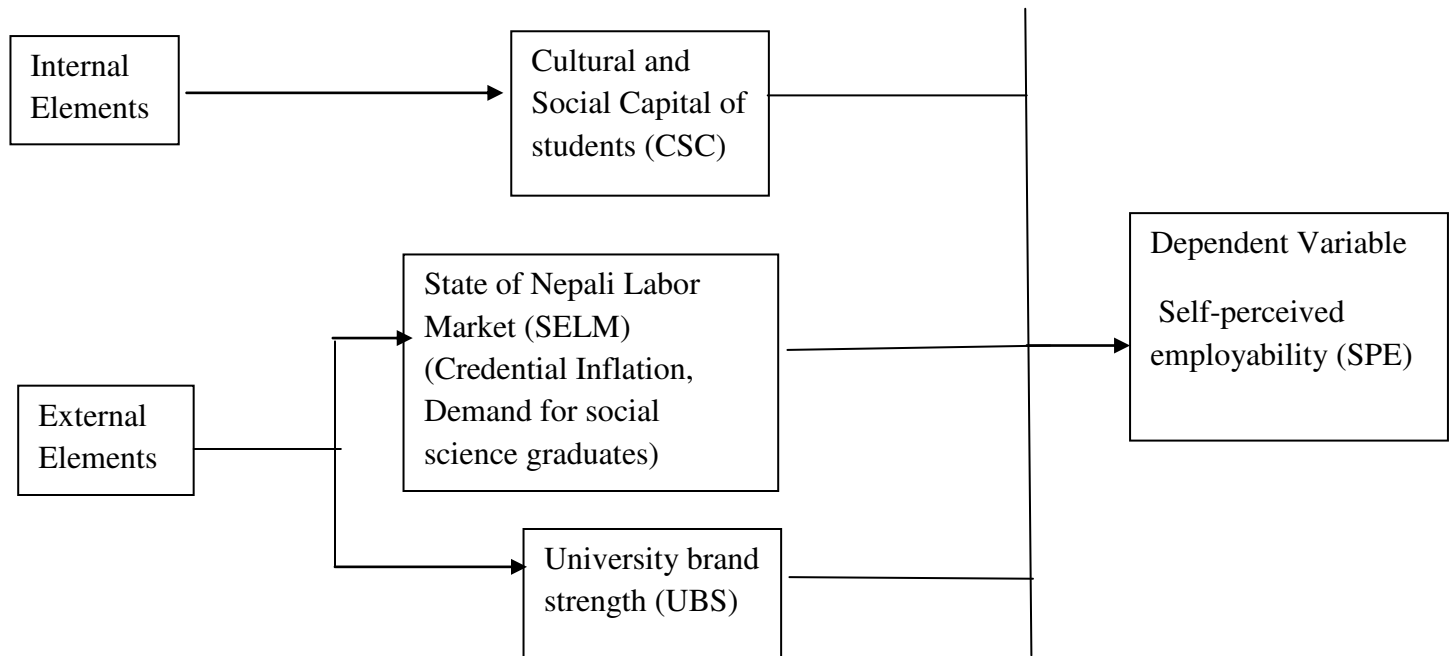 Internal
Elements
Cultural and
Social Capital of
students (CSC)
State of Nepali Labor
Market (SELM)
(Credential Inflation,
Demand for social
science graduates)
External
Elements
University brand
strength (UBS)
Dependent Variable
Self-perceived
employability (SPE)